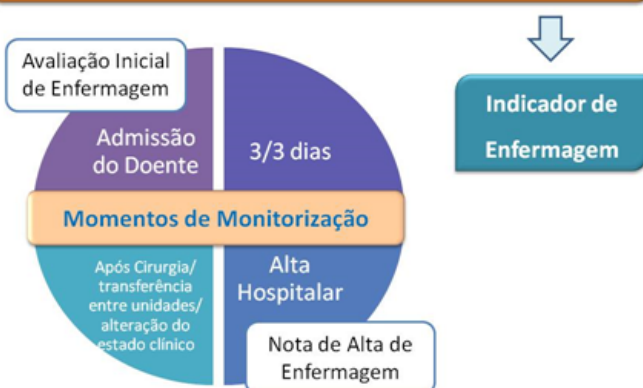 Avaliação Inicial
de Enfermagem
Admissão
do Doente
3/3 dias
Indicador de
Enfermagem
Momentos de Monitorização
Após Cirurgia/
transferência
entre unidades/
alteração do
estado clínico
Alta
Hospitalar
Nota de Alta de
Enfermagem